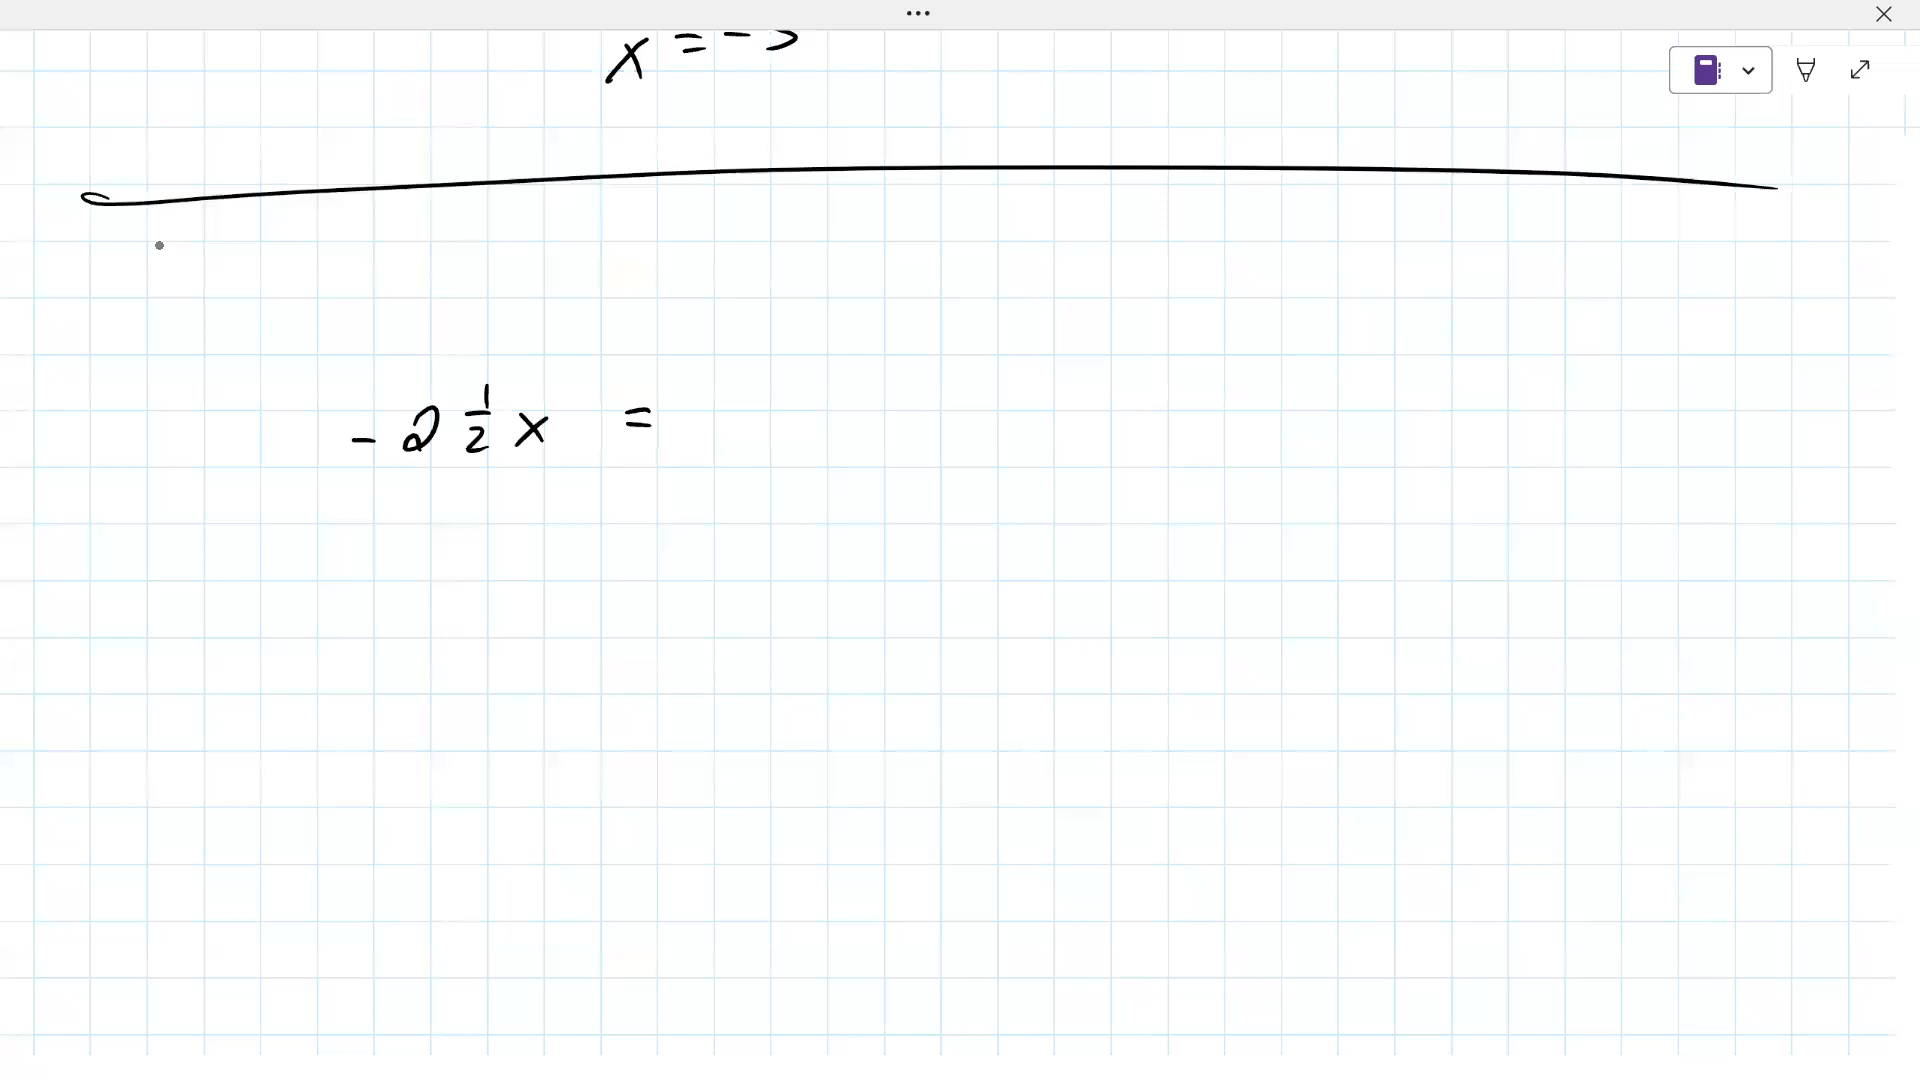 x = -
- 2 1/2 x =